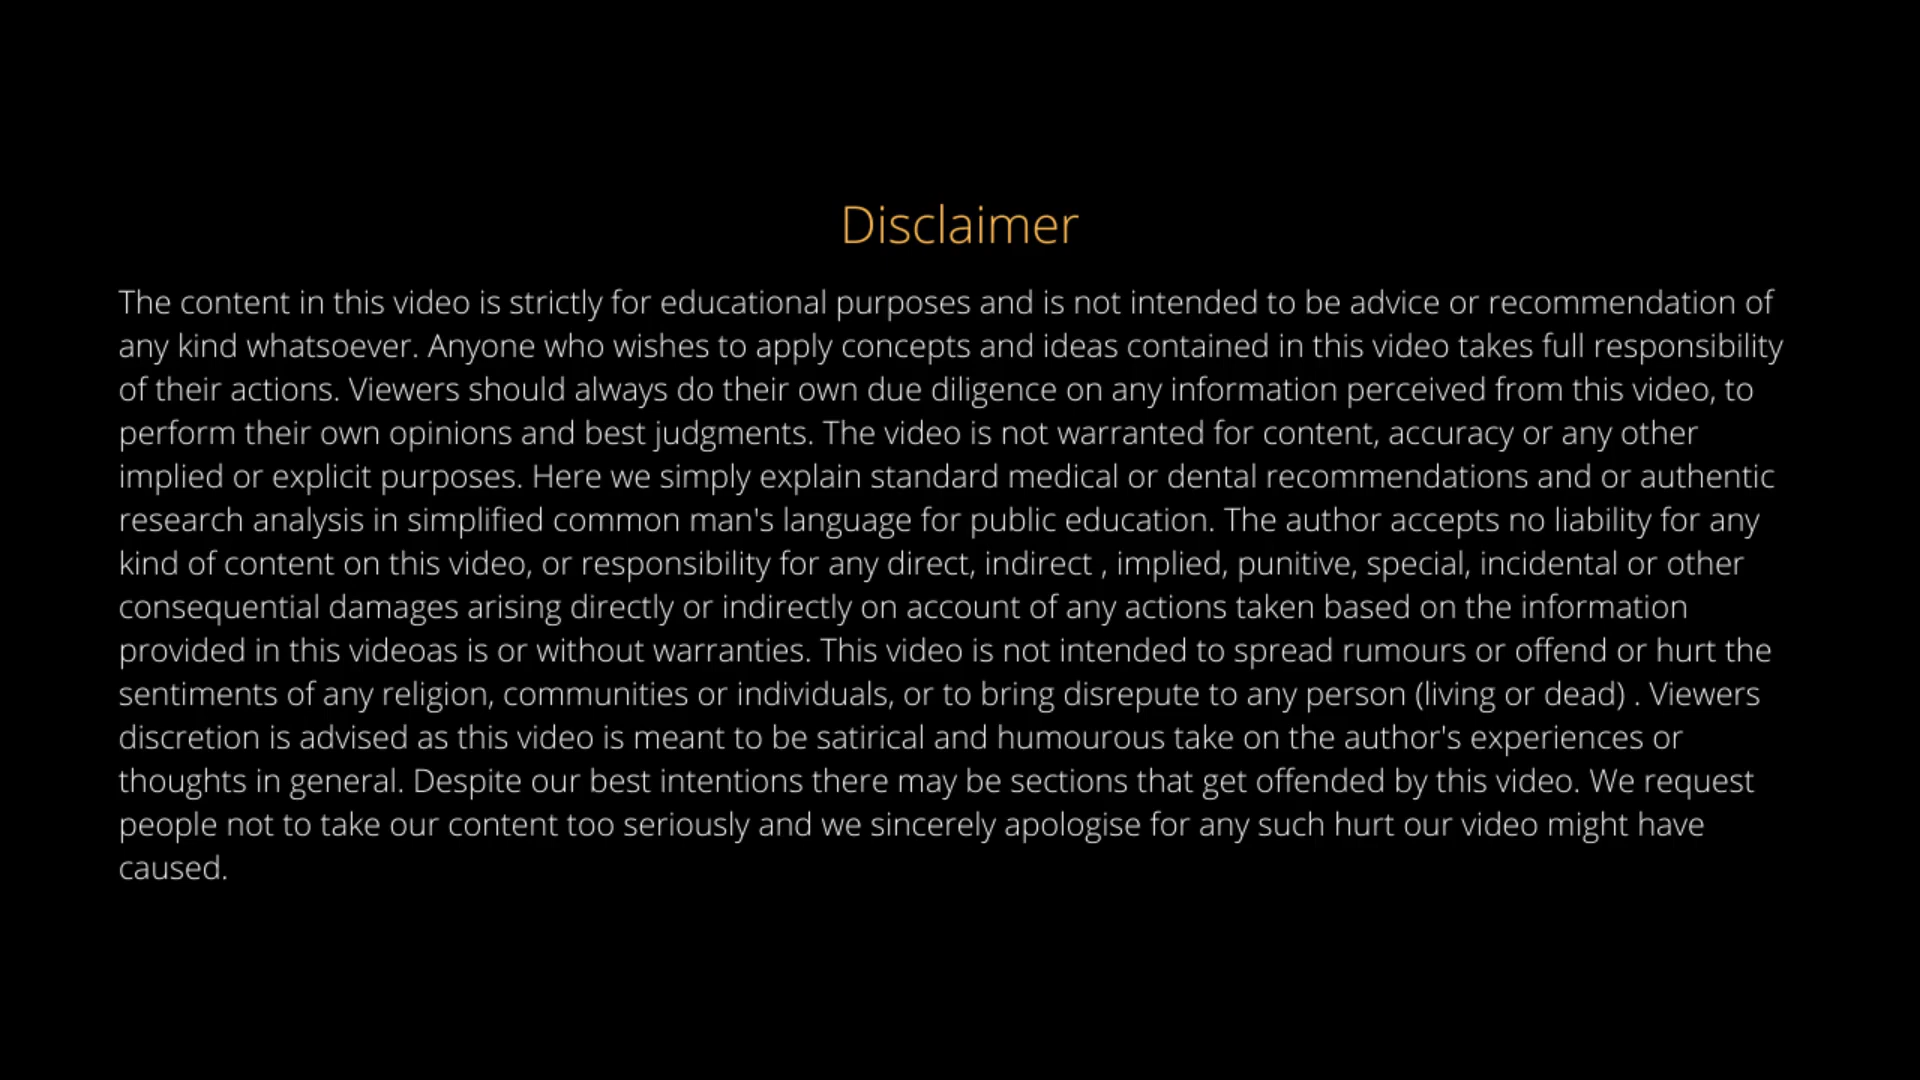 Disclaimer
The content in this video is strictly for educational purposes and is not intended to be advice or recommendation of
any kind whatsoever. Anyone who wishes to apply concepts and ideas contained in this video takes full responsibility
of their actions. Viewers should always do their own due diligence on any information perceived from this video, to
perform their own opinions and best judgments. The video is not warranted for content, accuracy or any other
implied or explicit purposes. Here we simply explain standard medical or dental recommendations and or authentic
research analysis in simplified common man's language for public education. The author accepts no liability for any
kind of content on this video, or responsibility for any direct, indirect , implied, punitive, special, incidental or other
consequential damages arising directly or indirectly on account of any actions taken based on the information
provided in this videoas is or without warranties. This video is not intended to spread rumours or offend or hurt the
sentiments of any religion, communities or individuals, or to bring disrepute to any person (living or dead) . Viewers
discretion is advised as this video is meant to be satirical and humourous take on the author's experiences or
thoughts in general. Despite our best intentions there may be sections that get offended by this video. We request
people not to take our content too seriously and we sincerely apologise for any such hurt our video might have
caused.